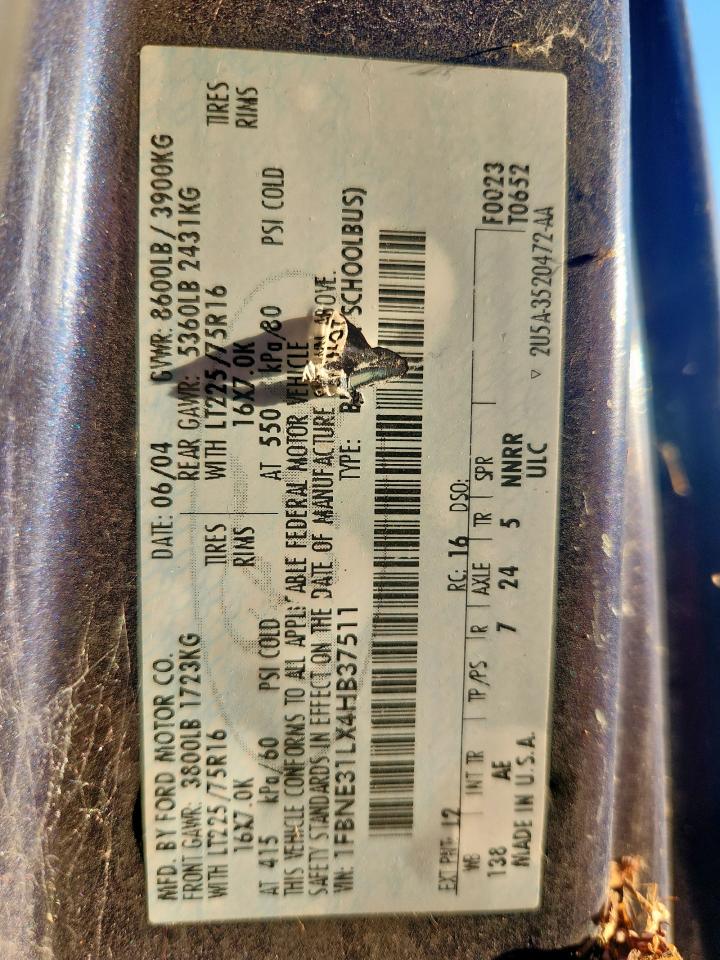 MFD. BY FORD MOTOR CO. DATE: 06/04 GVWR: 8600LB / 3900KG
FRONT GAWR: 3800LB 1723KG REAR GAWR: 5360LB 2431KG
WITH LT225/75R16 TIRES WITH LT225/75R16 TIRES
16X7.0K RIMS 16X7.0K RIMS
AT 415 kPa/60 PSI COLD AT 550 kPa/80 PSI COLD
THIS VEHICLE CONFORMS TO ALL APPLICABLE FEDERAL MOTOR VEHICLE
SAFETY STANDARDS IN EFFECT ON THE DATE OF MANUFACTURE ABOVE.
VIN: 1FBNE31LX4HB37511 TYPE: SCHOOLBUS)
EXT PNT: L2 RC: 16 DSO: F0023
WB INT TR TP/PS R AXLE TR SPR T0652
138 AE 7 24 5 NNRR
MADE IN U.S.A. ULC ▽ 2U5A-3520472-AA